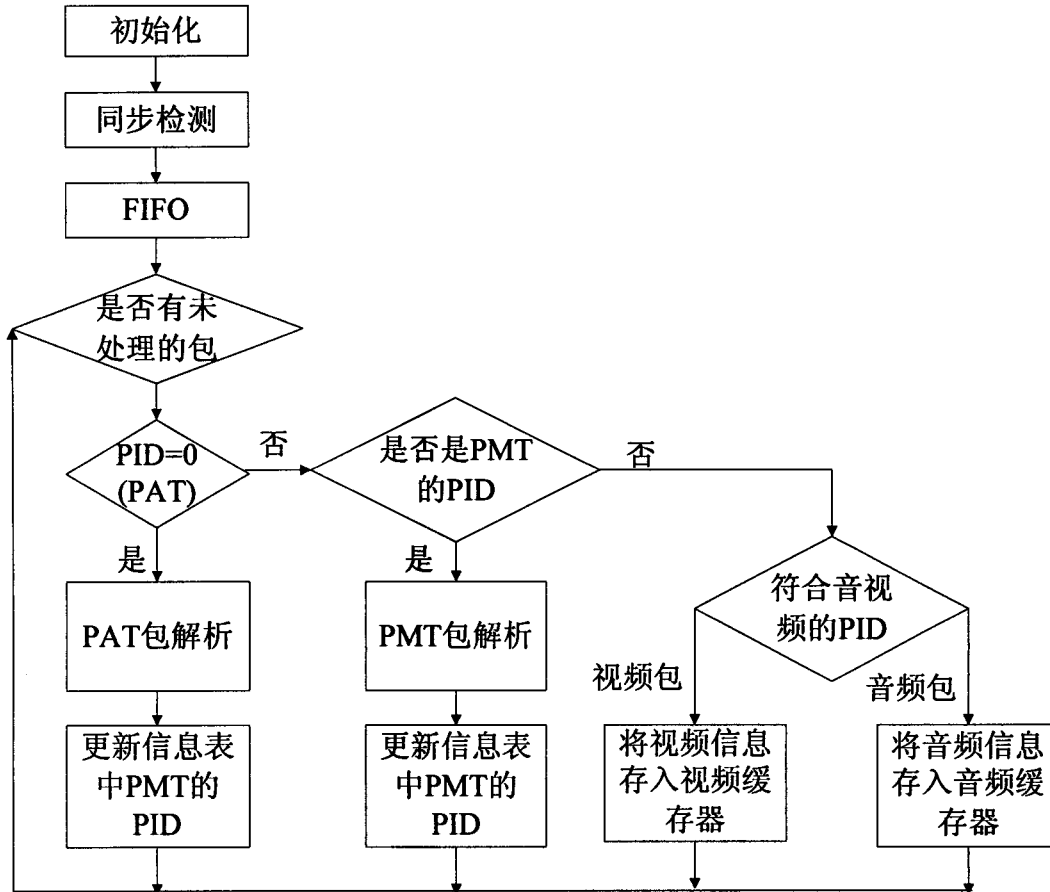 初始化
同步检测
FIFO
是否有未
处理的包
PID=0
(PAT)
否
是否是PMT
的PID
否
是
是
符合音视
频的PID
PAT包解析
PMT包解析
视频包
音频包
更新信息表
中PMT的
PID
更新信息表
中PMT的
PID
将视频信息
存入视频缓
存器
将音频信息
存入音频缓
存器